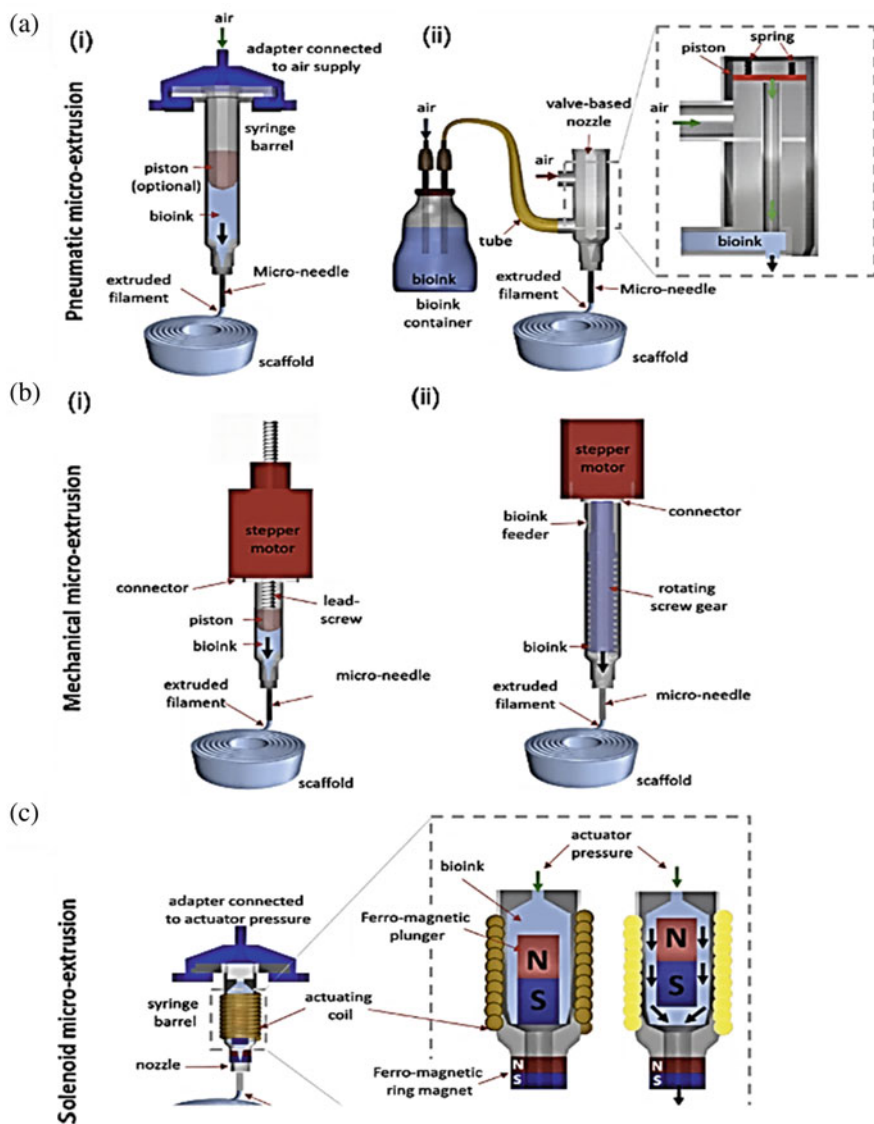 (a)
Pneumatic micro-extrusion
(i)
air
adapter connected
to air supply
syringe
barrel
piston
(optional)
bioink
extruded
filament
Micro-needle
scaffold
(ii)
air
valve-based
nozzle
air
tube
bioink
bioink
container
extruded
filament
Micro-needle
scaffold
spring
piston
air
bioink
(b)
Mechanical micro-extrusion
(i)
stepper
motor
connector
lead-
screw
piston
bioink
micro-needle
extruded
filament
scaffold
(ii)
stepper
motor
connector
bioink
feeder
rotating
screw gear
bioink
extruded
filament
micro-needle
scaffold
(c)
Solenoid micro-extrusion
adapter connected
to actuator pressure
syringe
barrel
actuating
coil
nozzle
actuator
pressure
bioink
Ferro-magnetic
plunger
N
S
N
S
Ferro-magnetic
ring magnet
N
S
N
S